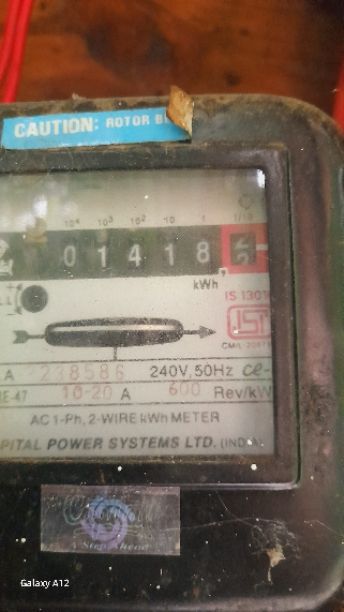 CAUTION: ROTOR
10⁴ 10³ 10² 10 1 1/10
0 1 4 1 8
kWh
IS 1301
ISI
CM/L
A 238586 240V, 50Hz
10-20 A 600 Rev/kW
AC 1-Ph, 2-WIRE kWh METER
PITAL POWER SYSTEMS LTD.
Galaxy A12